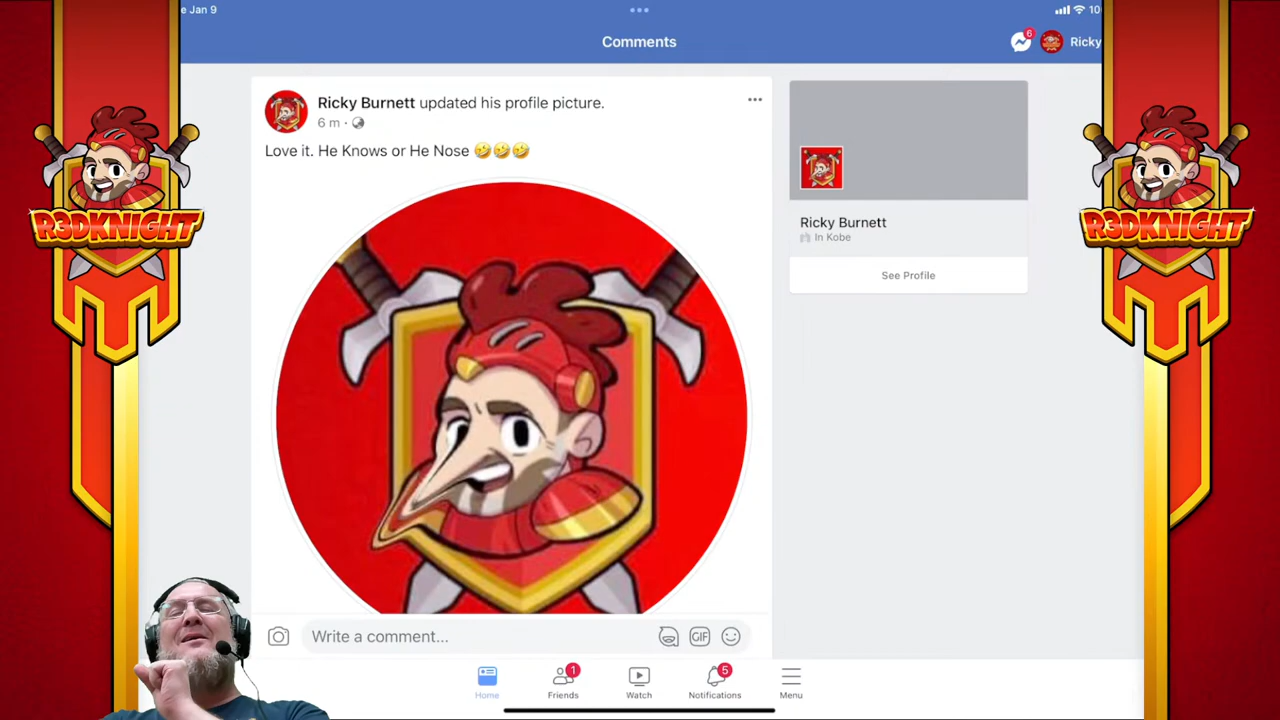 e Jan 9
10
Comments
6
Ricky
Ricky Burnett updated his profile picture.
6 m ·
Love it. He Knows or He Nose 🤣🤣🤣
Ricky Burnett
In Kobe
See Profile
R3DKNIGHT
R3DKNIGHT
Write a comment...
GIF
1
5
Home
Friends
Watch
Notifications
Menu